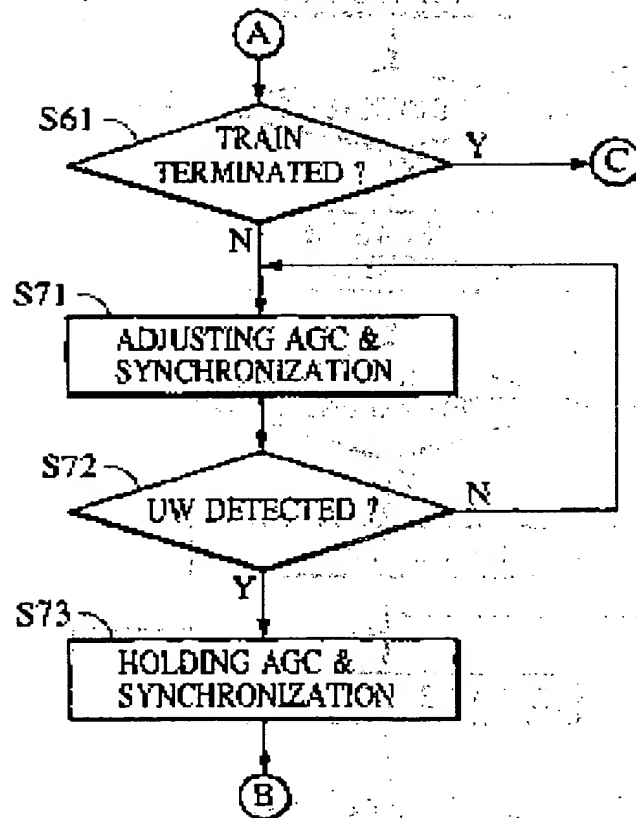 A
S61
TRAIN
TERMINATED ?
Y
C
N
S71
ADJUSTING AGC &
SYNCHRONIZATION
S72
UW DETECTED ?
N
Y
S73
HOLDING AGC &
SYNCHRONIZATION
B